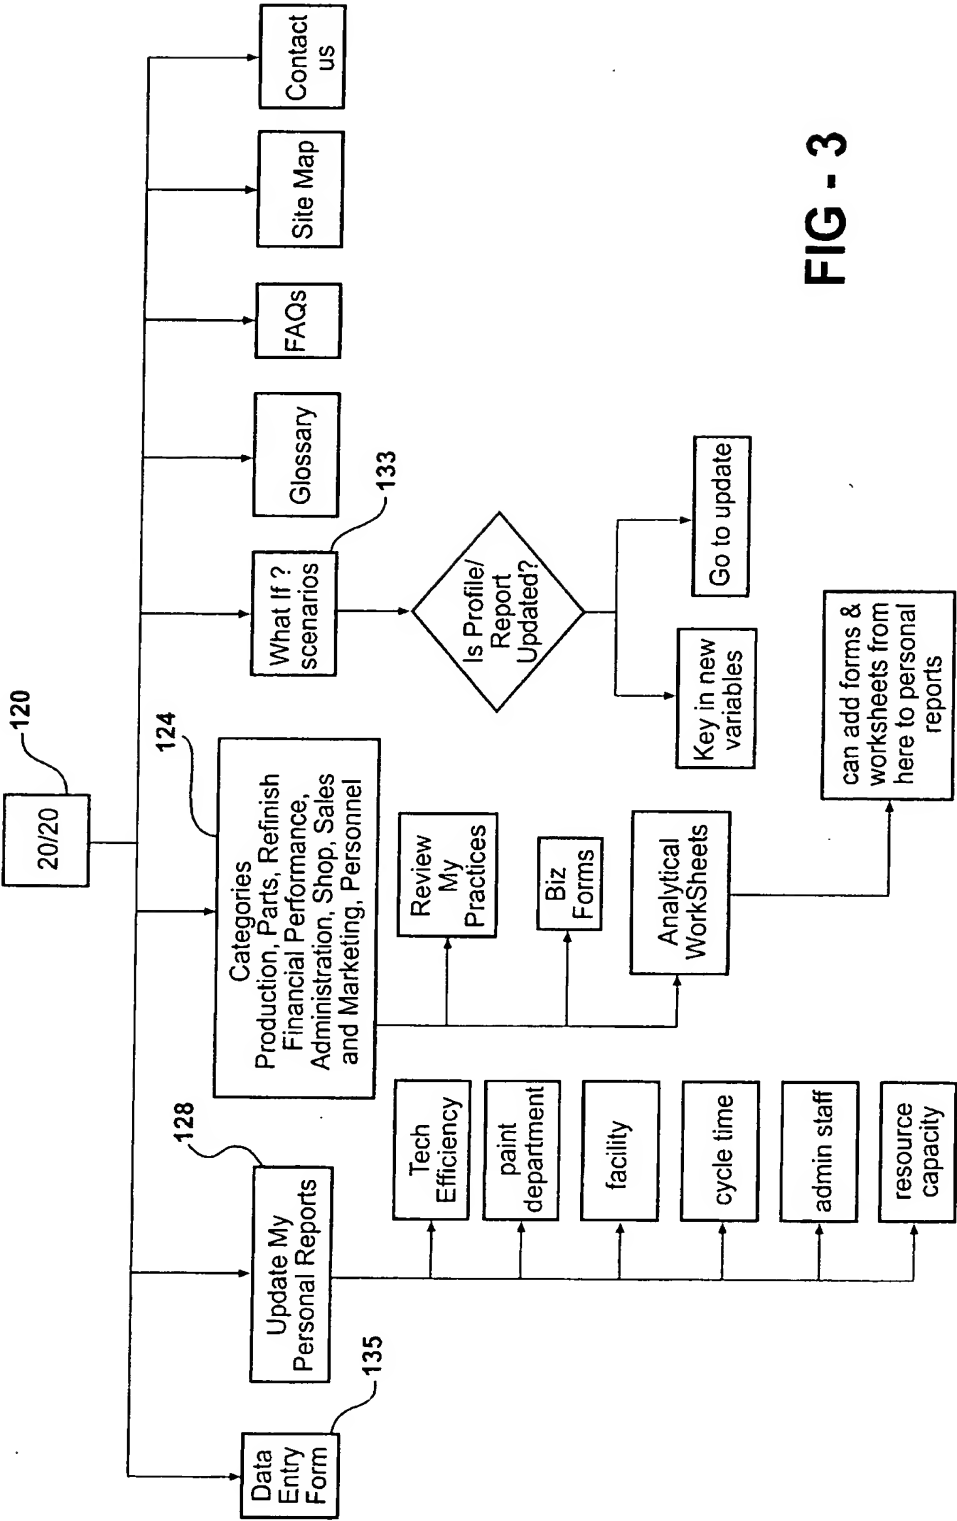 20/20
120
Data
Entry
Form
135
Update My
Personal Reports
128
Tech
Efficiency
paint
department
facility
cycle time
admin staff
resource
capacity
Categories
Production, Parts, Refinish
Financial Performance,
Administration, Shop, Sales
and Marketing, Personnel
124
Review
My
Practices
Biz
Forms
Analytical
WorkSheets
can add forms &
worksheets from
here to personal
reports
What If ?
scenarios
133
Is Profile/
Report
Updated?
Key in new
variables
Go to update
Glossary
FAQs
Site Map
Contact
us
FIG - 3